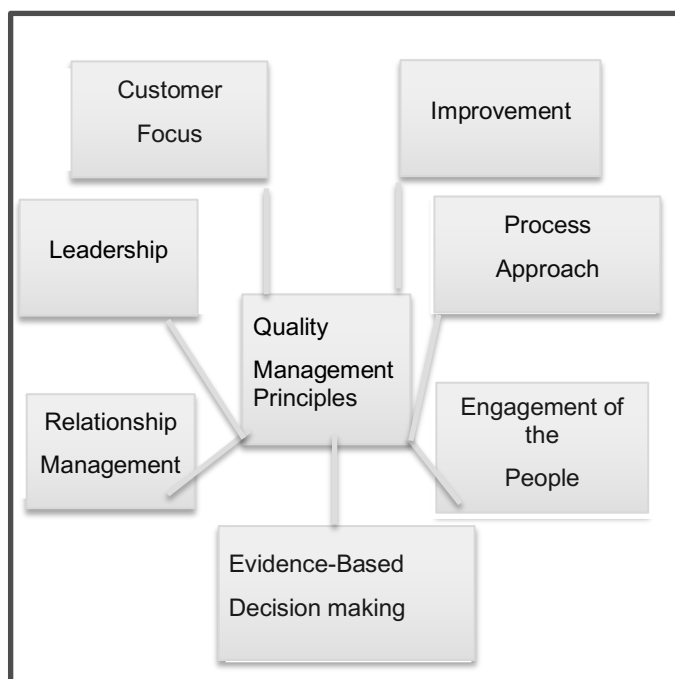 Customer
Focus
Improvement
Leadership
Process
Approach
Quality
Management
Principles
Relationship
Management
Engagement of
the
People
Evidence-Based
Decision making